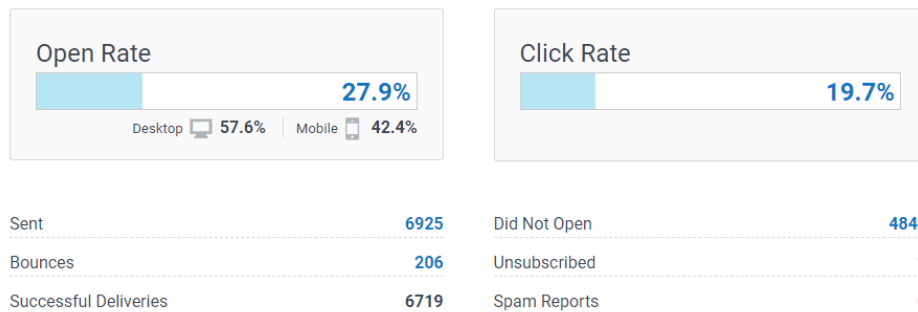 Open Rate
27.9%
Desktop 57.6% Mobile 42.4%
Click Rate
19.7%
Sent 6925
Bounces 206
Successful Deliveries 6719
Did Not Open 484
Unsubscribed
Spam Reports